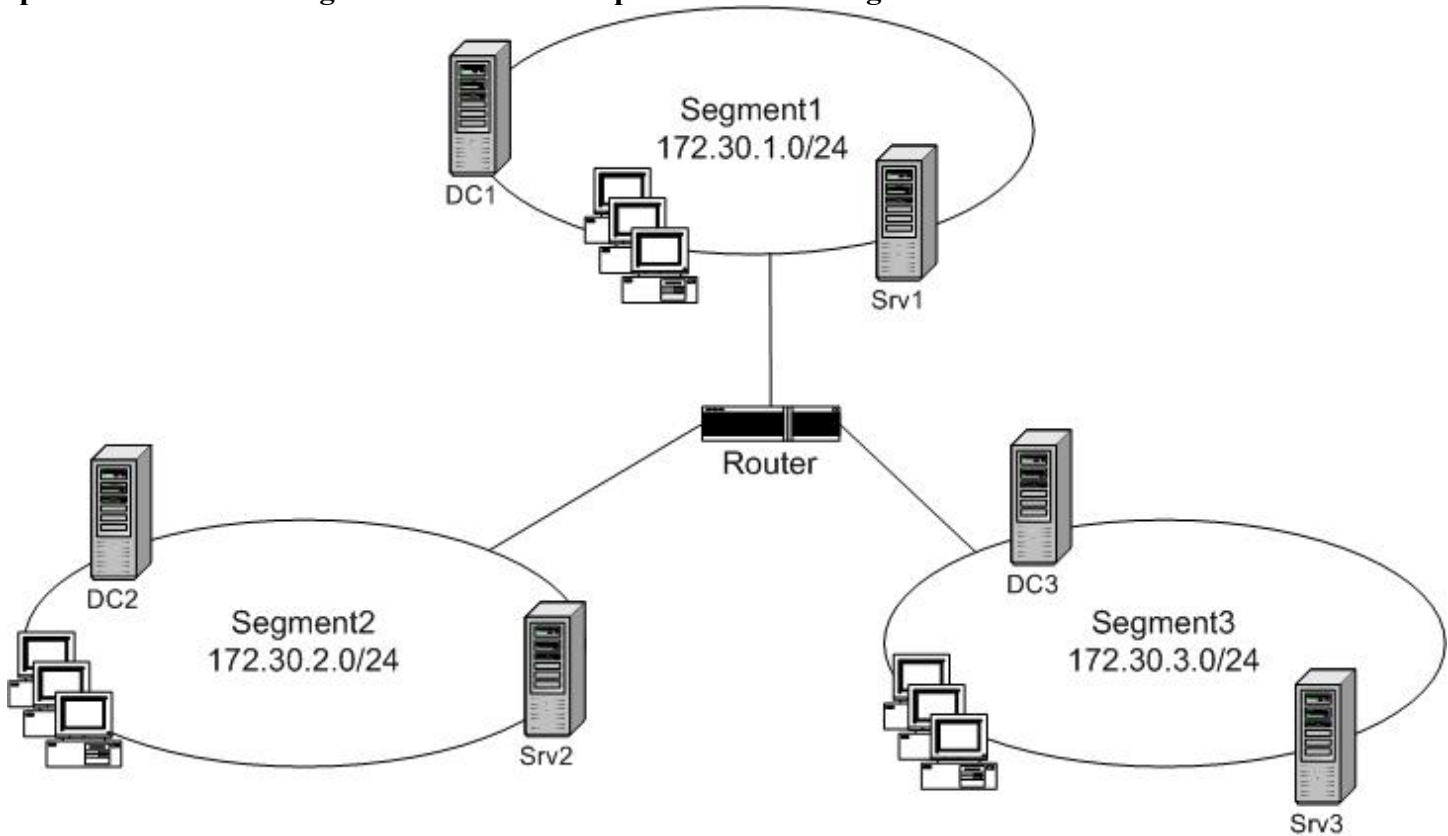 Segment1
172.30.1.0/24
DC1
Srv1
Router
DC2
Segment2
172.30.2.0/24
Srv2
DC3
Segment3
172.30.3.0/24
Srv3